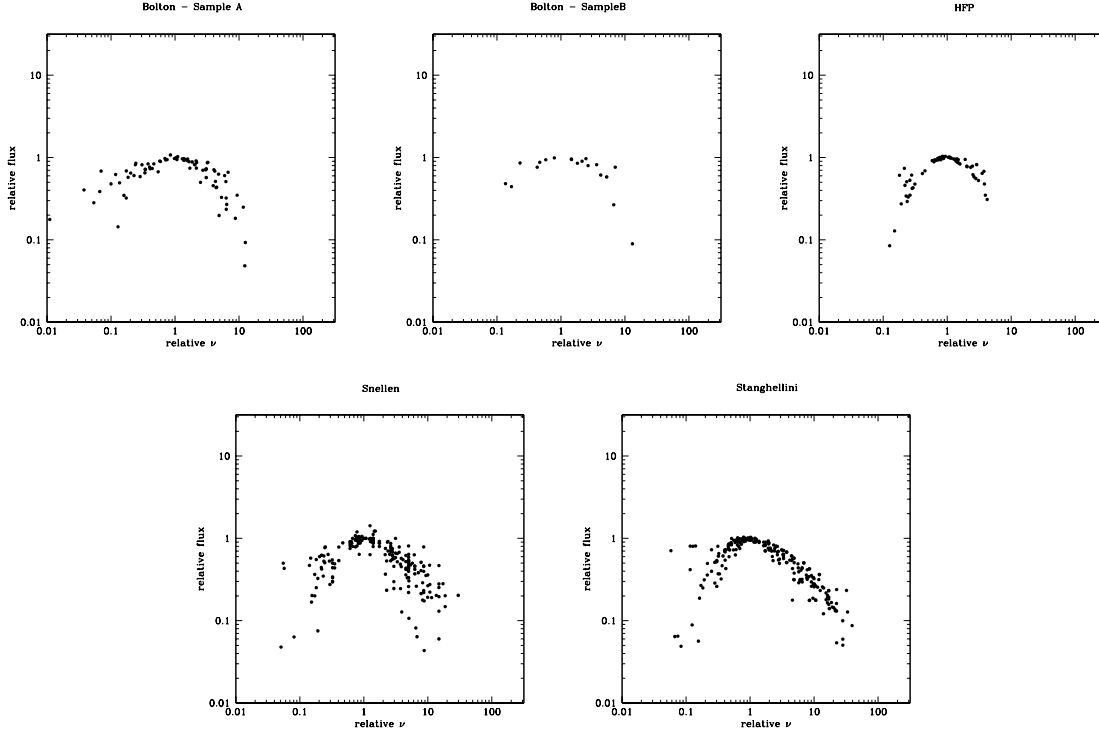 Bolton - Sample A
10
1
0.1
0.01
relative flux
0.01 0.1 1 10 100
relative ν
Bolton - SampleB
10
1
0.1
0.01
relative flux
0.01 0.1 1 10 100
relative ν
HFP
10
1
0.1
0.01
relative flux
0.01 0.1 1 10 100
relative ν
Snellen
10
1
0.1
0.01
relative flux
0.01 0.1 1 10 100
relative ν
Stanghellini
10
1
0.1
0.01
relative flux
0.01 0.1 1 10 100
relative ν